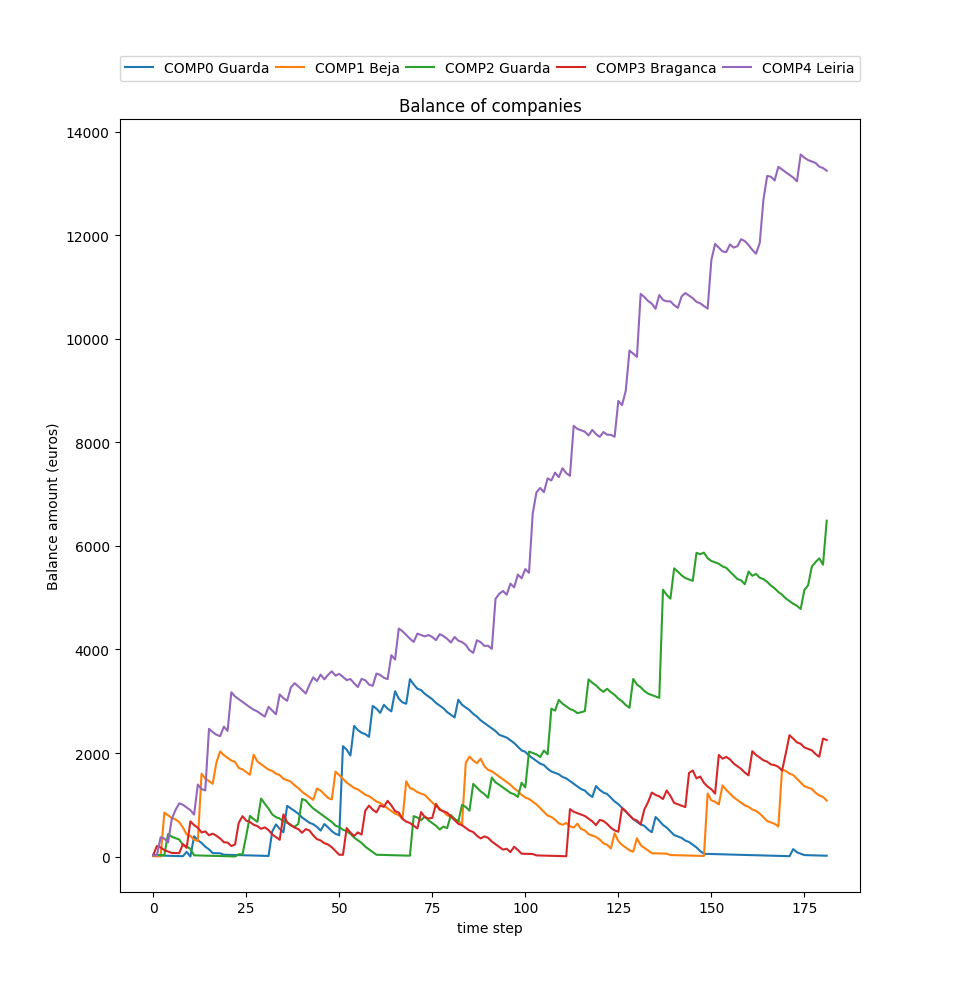 COMP0 Guarda COMP1 Beja COMP2 Guarda COMP3 Braganca COMP4 Leiria
Balance of companies
14000
12000
10000
8000
6000
4000
2000
0
Balance amount (euros)
0 25 50 75 100 125 150 175
time step